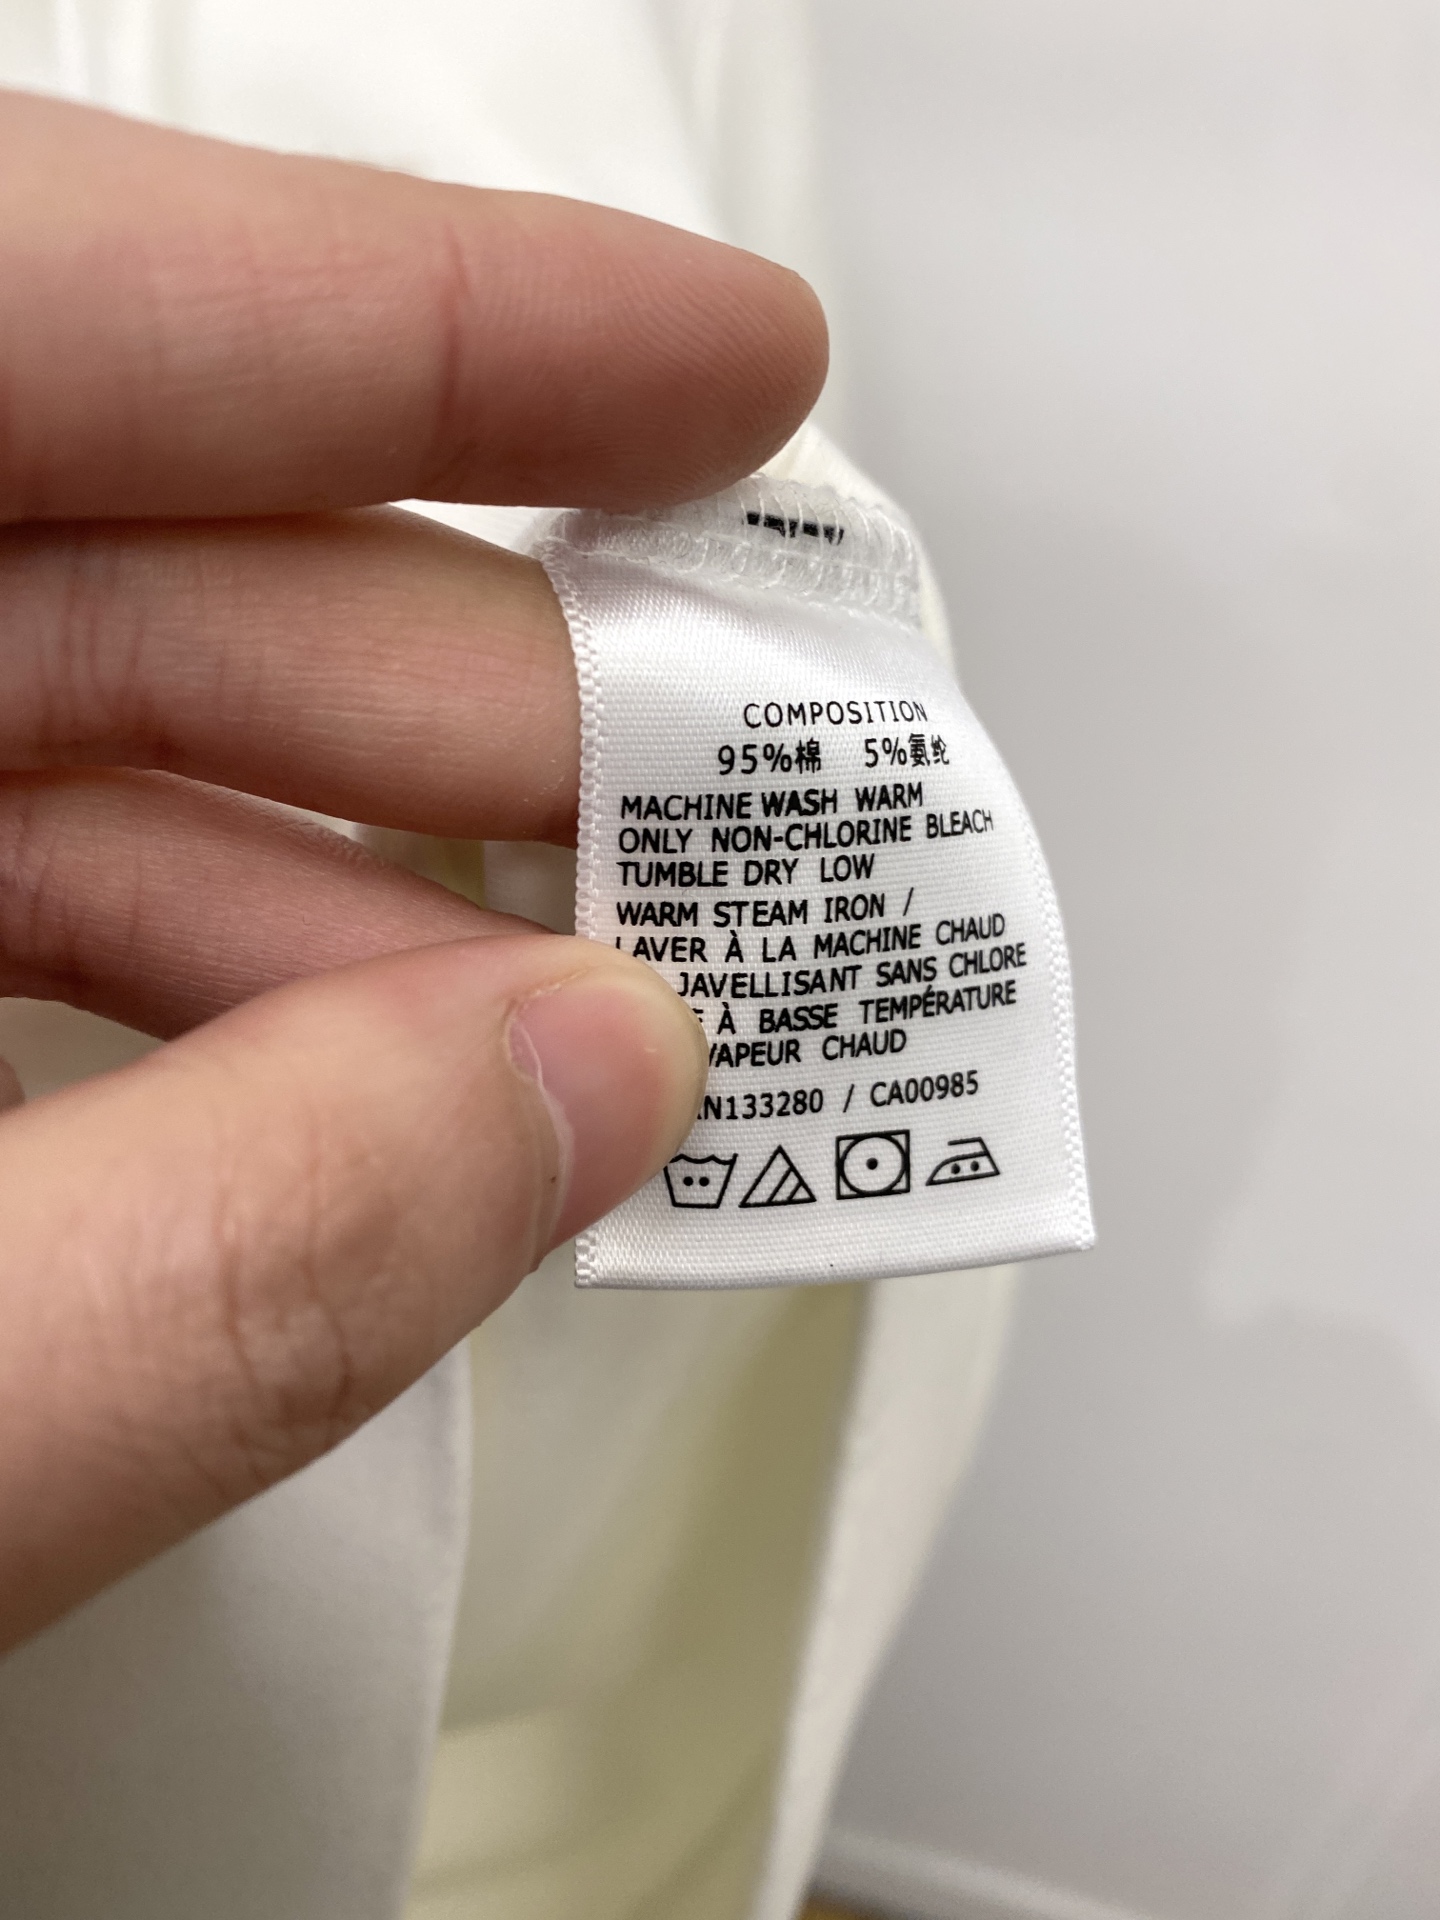 COMPOSITION
95%棉 5%氨纶
MACHINE WASH WARM
ONLY NON-CHLORINE BLEACH
TUMBLE DRY LOW
WARM STEAM IRON /
LAVER À LA MACHINE CHAUD
JAVELLISANT SANS CHLORE
À BASSE TEMPÉRATURE
VAPEUR CHAUD
N133280 / CA00985